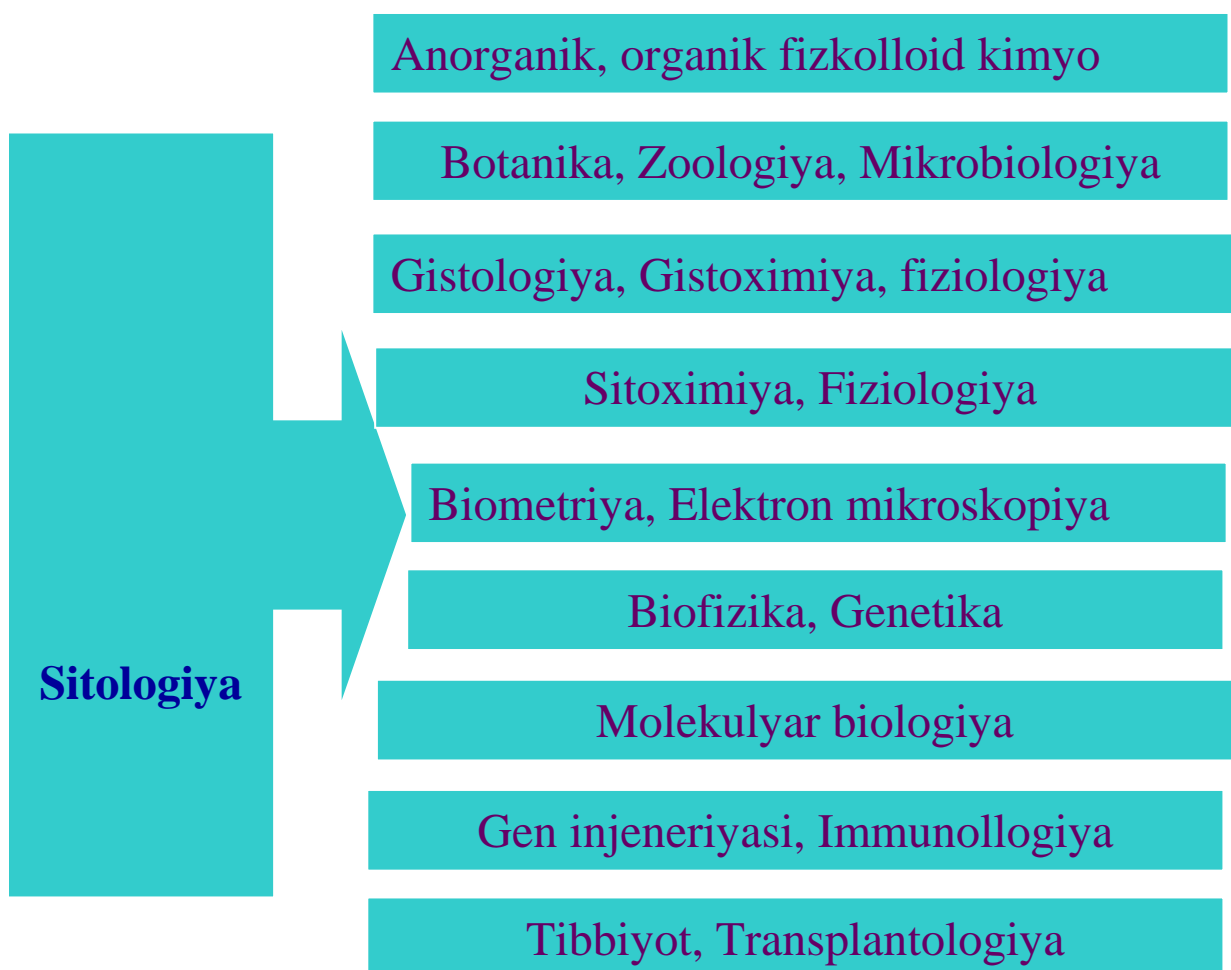 Anorganik, organik fizkolloid kimyo
Botanika, Zoologiya, Mikrobiologiya
Gistologiya, Gistoximiya, fiziologiya
Sitoximiya, Fiziologiya
Biometriya, Elektron mikroskopiya
Biofizika, Genetika
Sitologiya
Molekulyar biologiya
Gen injeneriyasi, Immunollogiya
Tibbiyot, Transplantologiya